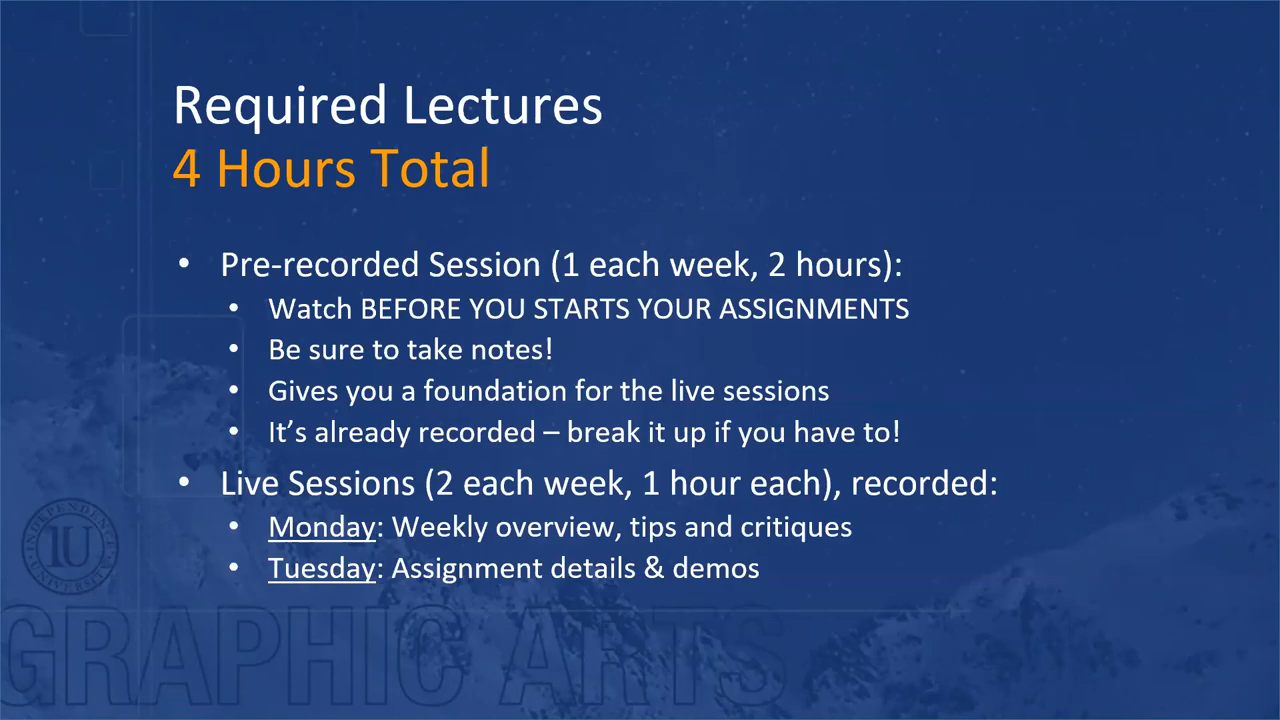 Required Lectures
4 Hours Total
• Pre-recorded Session (1 each week, 2 hours):
• Watch BEFORE YOU STARTS YOUR ASSIGNMENTS
• Be sure to take notes!
• Gives you a foundation for the live sessions
• It's already recorded – break it up if you have to!
• Live Sessions (2 each week, 1 hour each), recorded:
• Monday: Weekly overview, tips and critiques
• Tuesday: Assignment details & demos
INDEPENDENCE
IU
UNIVERSITY
GRAPHIC ARTS